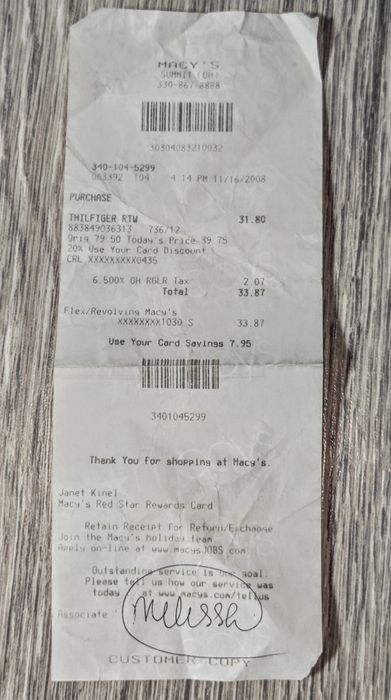 MACY'S
SUMMIT (OH)
330-867-8888
30304083210032
340-104-5299
063392 104 4:14 PM 11/16/2008
PURCHASE
THILFIGER RTW 31.80
883849036313 736/12
Orig 79.50 Today's Price 39.75
20% Use Your Card Discount
CRL XXXXXXXXX0435
6.500% OH RGLR Tax 2.07
Total 33.87
Flex/Revolving Macy's
XXXXXXXX1030 S 33.87
Use Your Card Savings 7.95
3401045299
Thank You for shopping at Macy's.
Janet Kinel
Macy's Red Star Rewards Card
Retain Receipt for Return/Exchange
Join the Macy's holiday team
Apply on-line at www.macysJOBS.com
Outstanding service is our goal.
Please tell us how our service was
today at www.macys.com/tellus
Associate: Melissa
CUSTOMER COPY